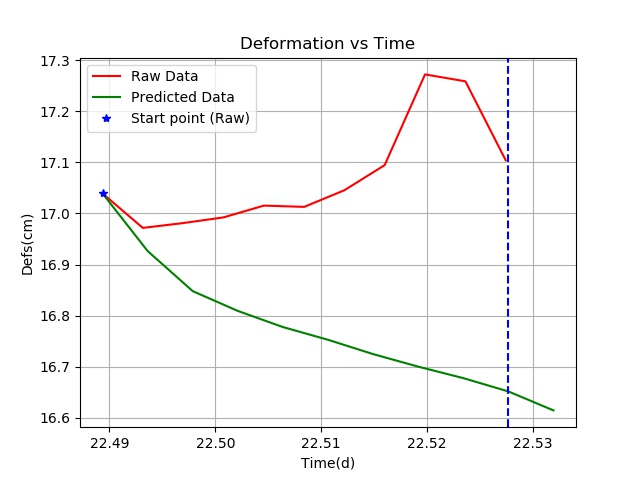 Deformation vs Time
17.3
17.2
17.1
17.0
16.9
16.8
16.7
16.6
Defs(cm)
Raw Data
Predicted Data
Start point (Raw)
22.49 22.50 22.51 22.52 22.53
Time(d)